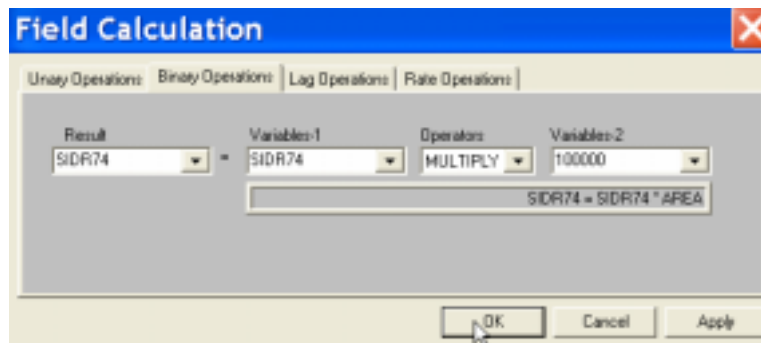 Field Calculation
Unary Operations Binary Operations Lag Operations Rate Operations
Result Variables-1 Operators Variables-2
SIDR74 = SIDR74 MULTIPLY 100000
SIDR74 = SIDR74 * AREA
OK Cancel Apply